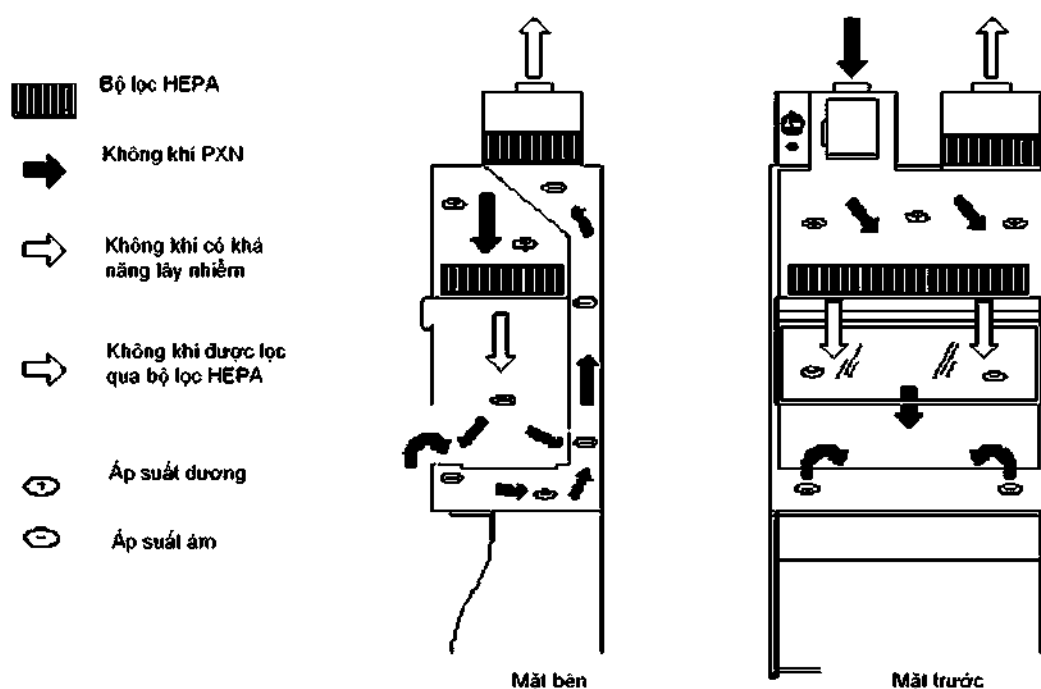 Bộ lọc HEPA
Không khí PXN
Không khí có khả
năng lây nhiễm
Không khí được lọc
qua bộ lọc HEPA
Áp suất dương
Áp suất âm
Mặt bên
Mặt trước